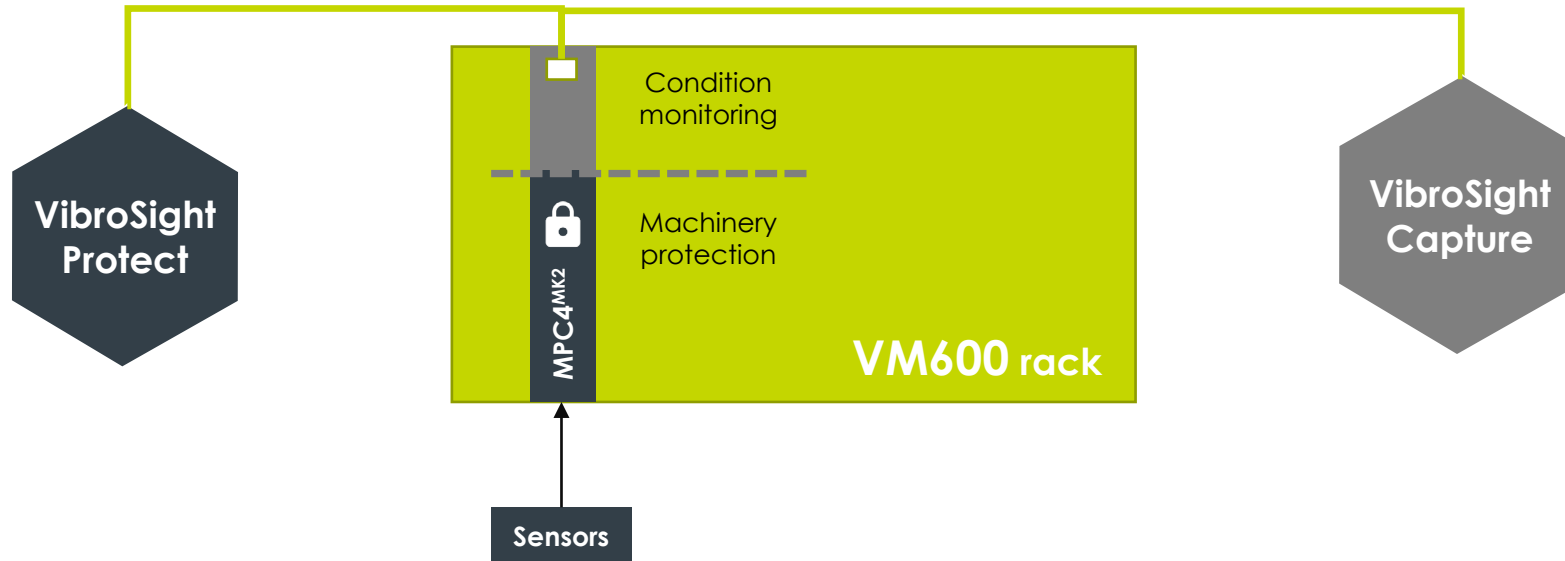 Condition
monitoring
VibroSight
Protect
VibroSight
Capture
Machinery
protection
MPC4MK2
VM600 rack
Sensors